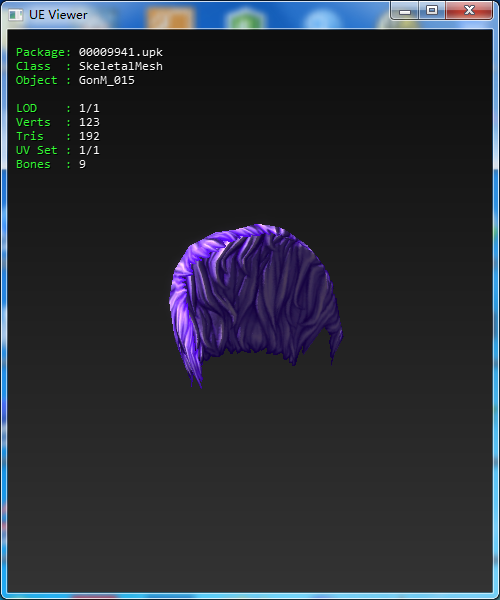 UE Viewer
Package: 00009941.upk
Class : SkeletalMesh
Object : GonM_015
LOD : 1/1
Verts : 123
Tris : 192
UV Set : 1/1
Bones : 9